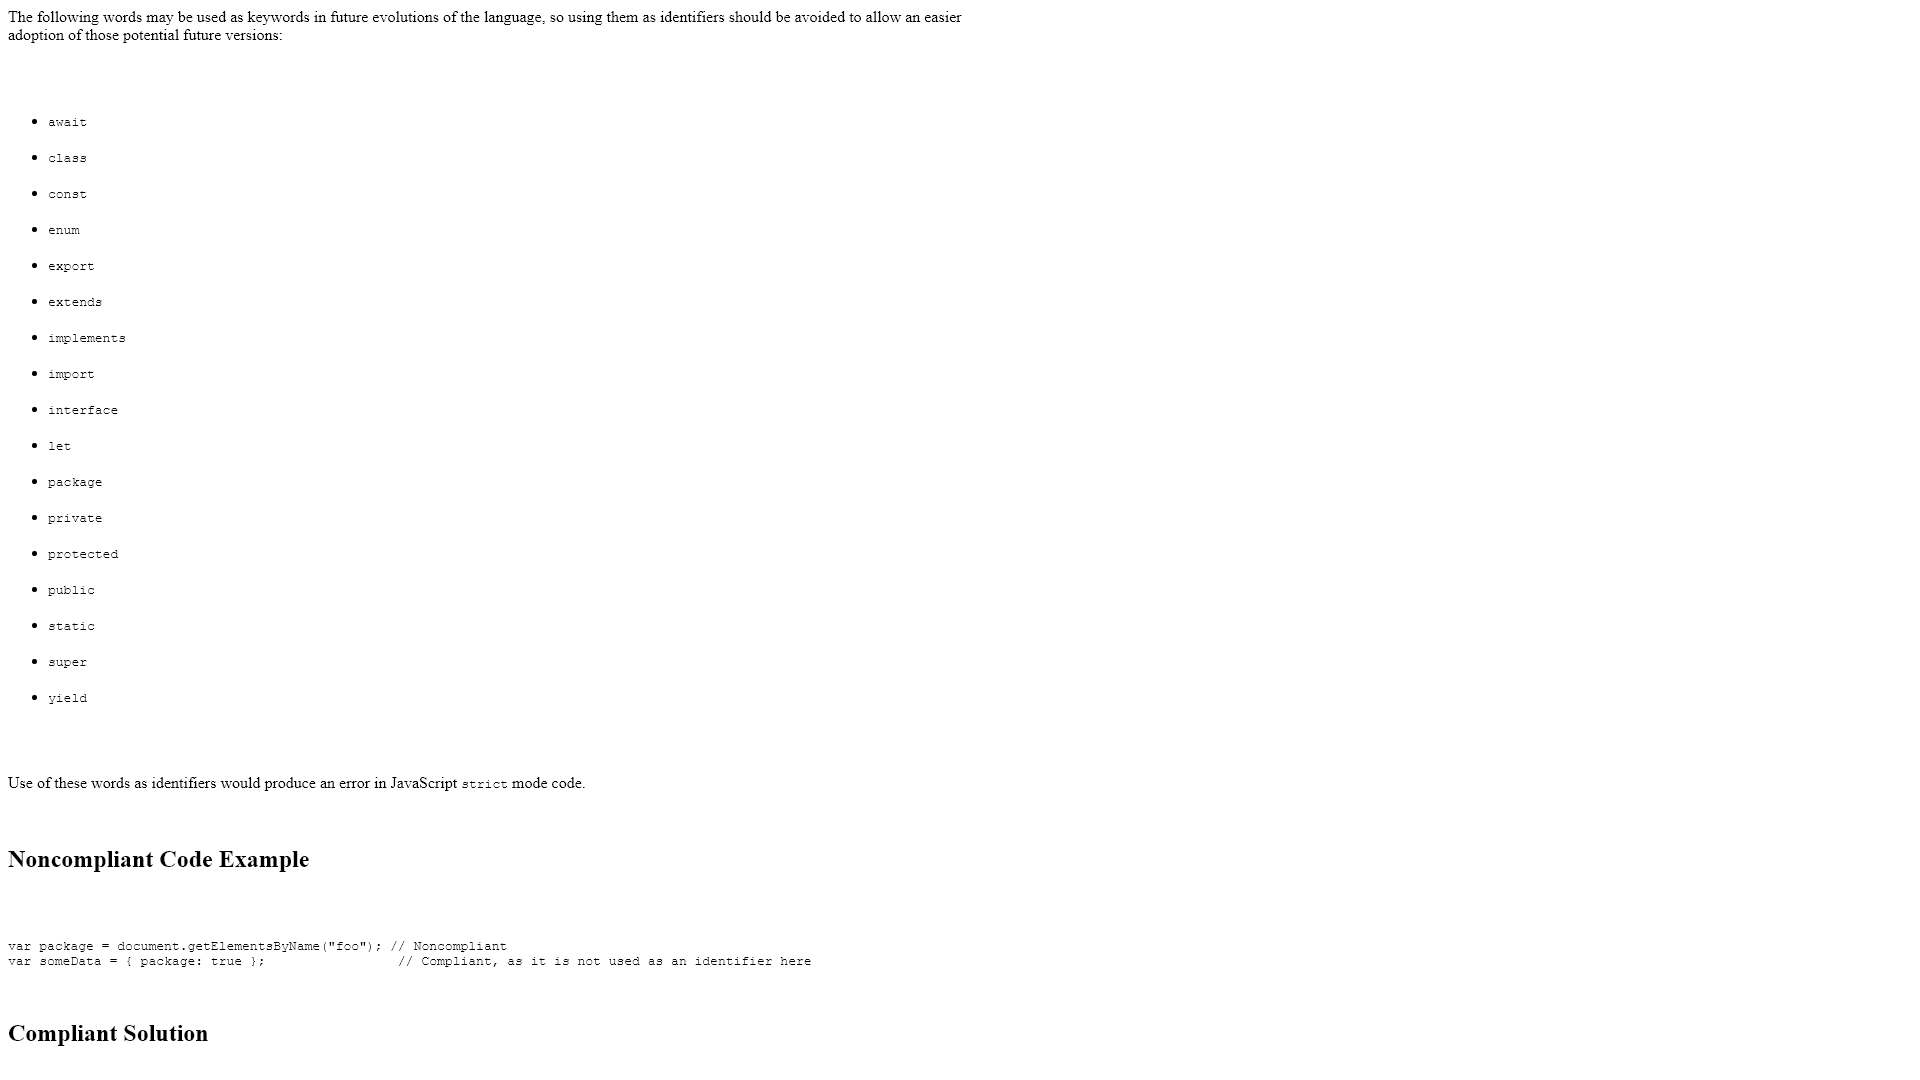 The following words may be used as keywords in future evolutions of the language, so using them as identifiers should be avoided to allow an easier
adoption of those potential future versions:
• await
• class
• const
• enum
• export
• extends
• implements
• import
• interface
• let
• package
• private
• protected
• public
• static
• super
• yield
Use of these words as identifiers would produce an error in JavaScript strict mode code.
Noncompliant Code Example
var package = document.getElementsByName("foo"); // Noncompliant
var someData = { package: true };                 // Compliant, as it is not used as an identifier here
Compliant Solution